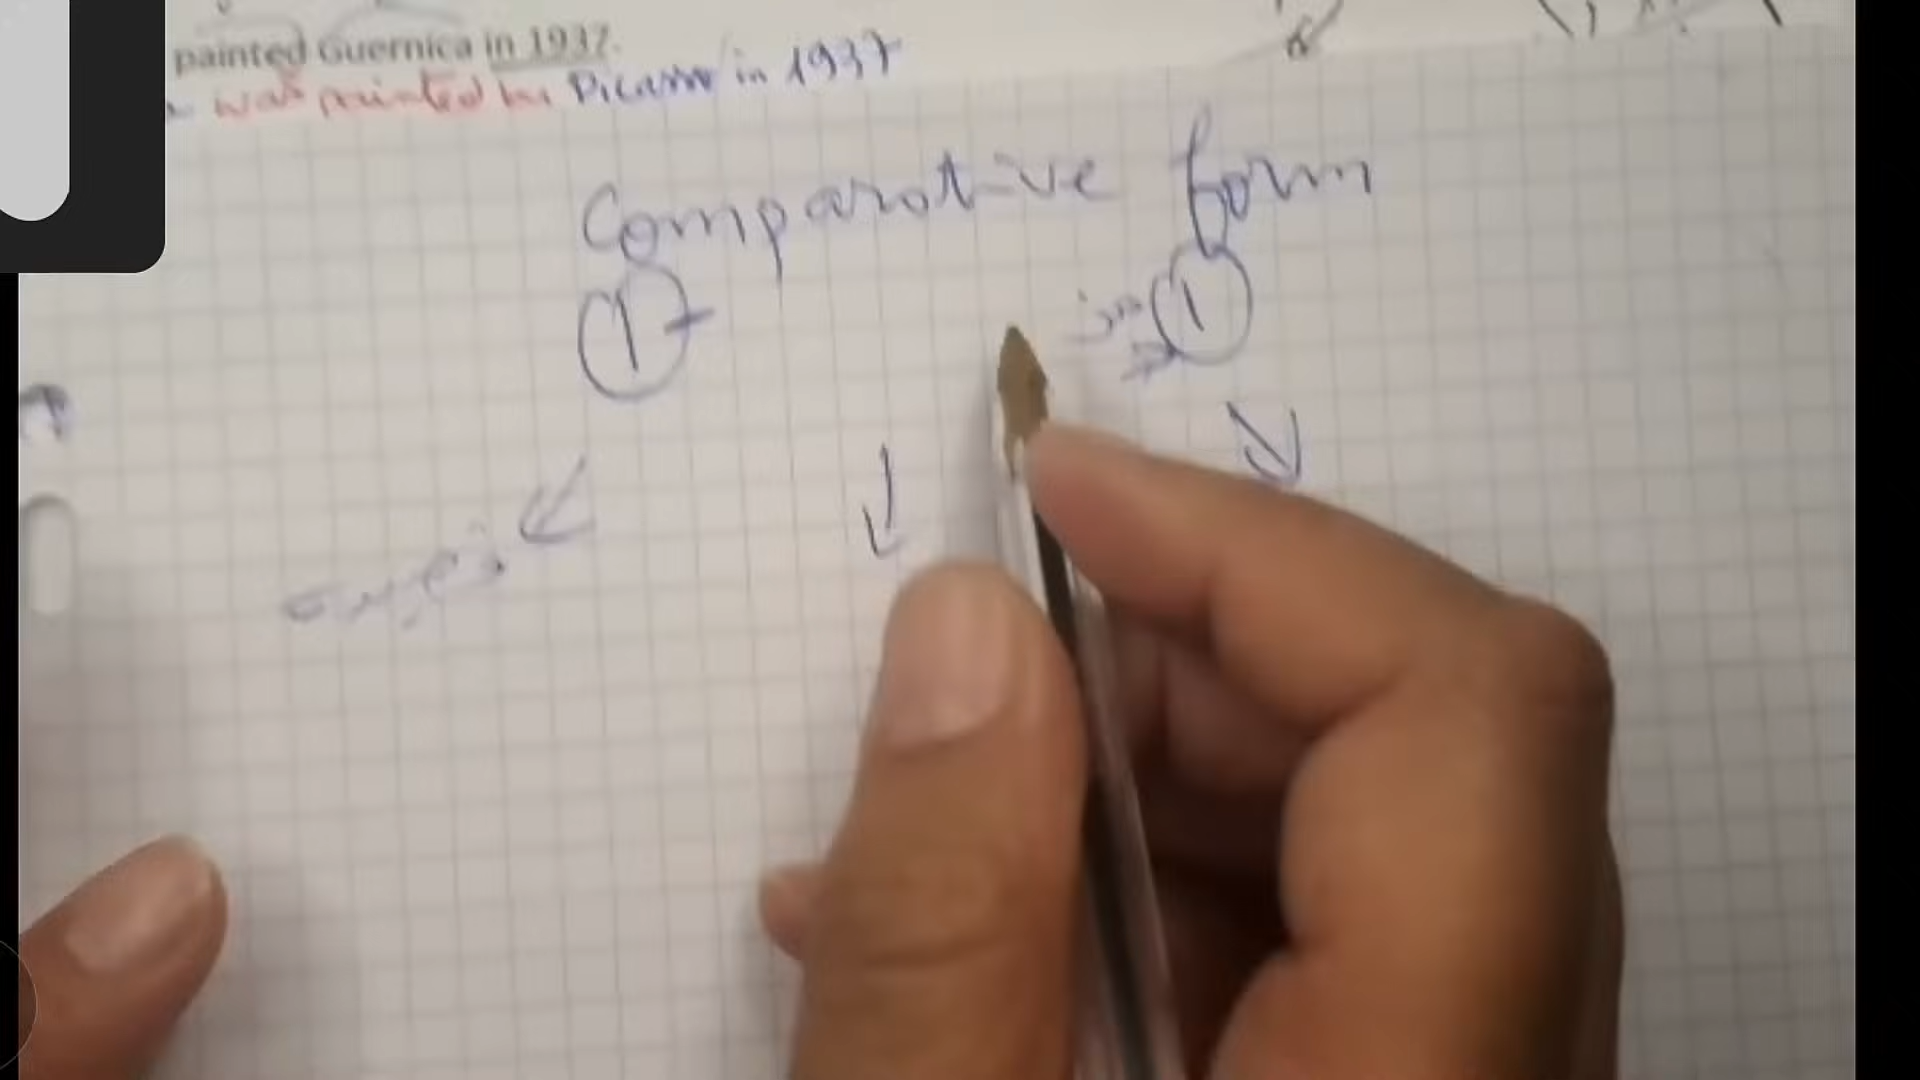 painted Guernica in 1937.
was painted by Picasso in 1937
Comparative form
1 1